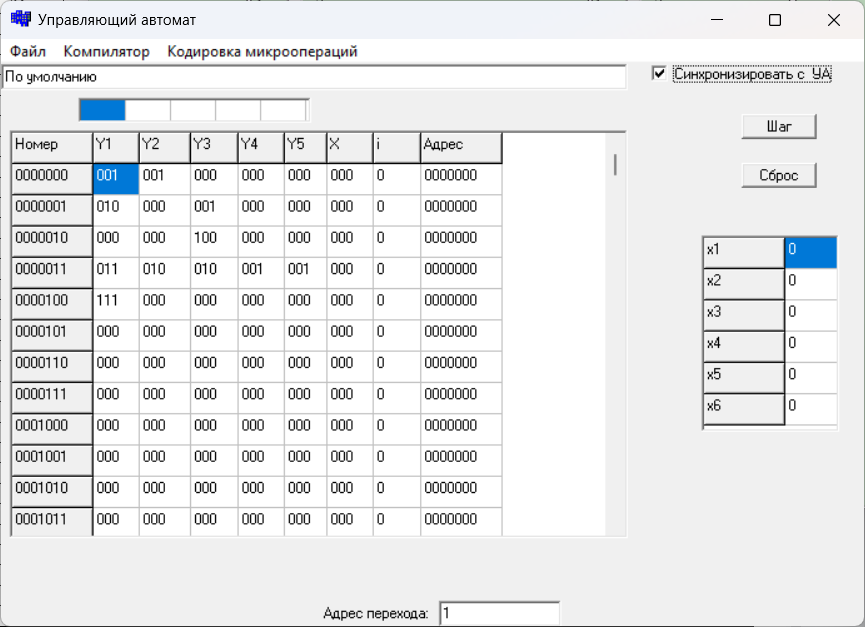 Управляющий автомат
Файл Компилятор Кодировка микроопераций
По умолчанию
Синхронизировать с УА
Шаг
Сброс
Номер Y1 Y2 Y3 Y4 Y5 X i Адрес
0000000 001 001 000 000 000 000 0 0000000
0000001 010 000 001 000 000 000 0 0000000
0000010 000 000 100 000 000 000 0 0000000
0000011 011 010 010 001 001 000 0 0000000
0000100 111 000 000 000 000 000 0 0000000
0000101 000 000 000 000 000 000 0 0000000
0000110 000 000 000 000 000 000 0 0000000
0000111 000 000 000 000 000 000 0 0000000
0001000 000 000 000 000 000 000 0 0000000
0001001 000 000 000 000 000 000 0 0000000
0001010 000 000 000 000 000 000 0 0000000
0001011 000 000 000 000 000 000 0 0000000
x1 0
x2 0
x3 0
x4 0
x5 0
x6 0
Адрес перехода: 1